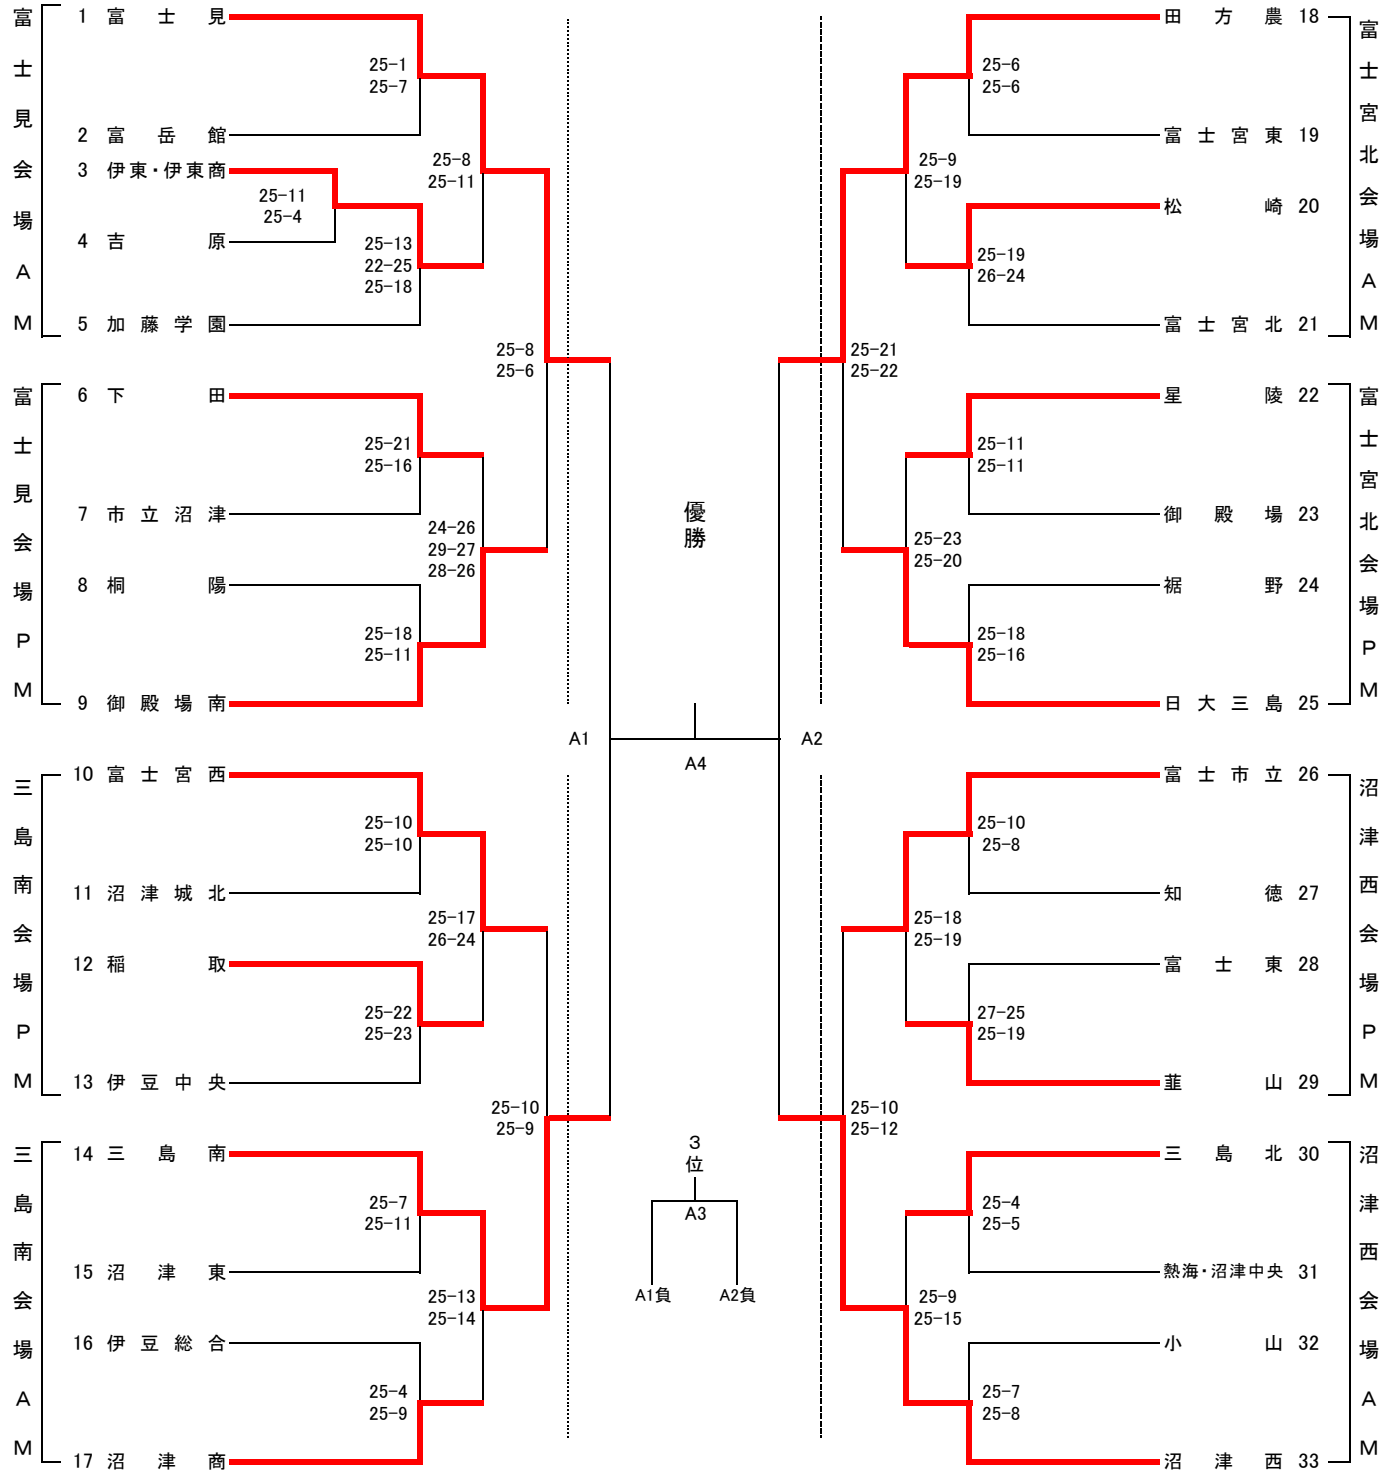 富士見会場AM
1 富士見
25-1
25-7
2 富岳館
3 伊東・伊東商
25-11
25-4
4 吉原
25-13
22-25
25-18
5 加藤学園
25-8
25-11
25-8
25-6
富士見会場PM
6 下田
25-21
25-16
7 市立沼津
24-26
29-27
28-26
8 桐陽
25-18
25-11
9 御殿場南
三島南会場PM
10 富士宮西
25-10
25-10
11 沼津城北
25-17
26-24
12 稲取
25-22
25-23
13 伊豆中央
25-10
25-9
三島南会場AM
14 三島南
25-7
25-11
15 沼津東
25-13
25-14
16 伊豆総合
25-4
25-9
17 沼津商
優勝
A1
A4
A2
3位
A3
A1負
A2負
田方農 18
25-6
25-6
富士宮東 19
25-9
25-19
松崎 20
25-19
26-24
富士宮北 21
富士宮北会場AM
25-21
25-22
星陵 22
25-11
25-11
御殿場 23
25-23
25-20
裾野 24
25-18
25-16
日大三島 25
富士宮北会場PM
富士市立 26
25-10
25-8
知徳 27
25-18
25-19
富士東 28
27-25
25-19
韮山 29
沼津西会場PM
25-10
25-12
三島北 30
25-4
25-5
熱海・沼津中央 31
25-9
25-15
小山 32
25-7
25-8
沼津西 33
沼津西会場AM